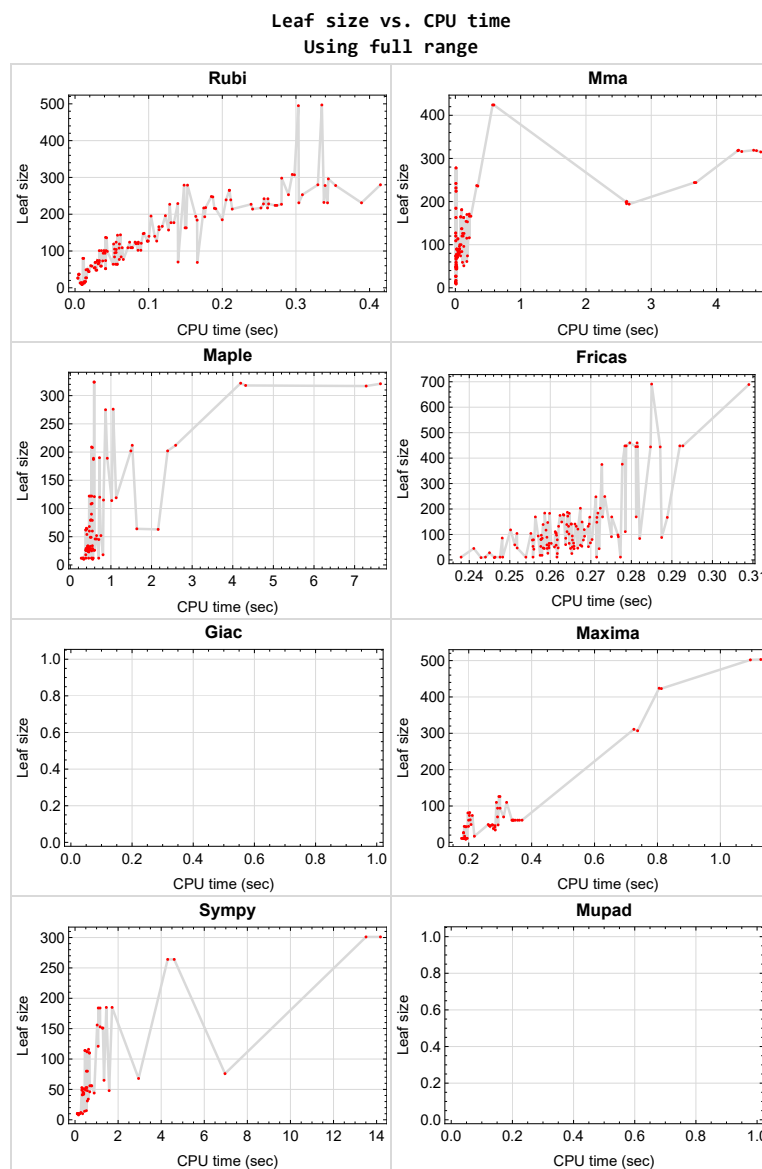 Leaf size vs. CPU time
Using full range
Rubi
Leaf size
500
400
300
200
100
0
0.0 0.1 0.2 0.3 0.4
CPU time (sec)
Mma
Leaf size
400
300
200
100
0
0 1 2 3 4
CPU time (sec)
Maple
Leaf size
300
250
200
150
100
50
0
0 1 2 3 4 5 6 7
CPU time (sec)
Fricas
Leaf size
700
600
500
400
300
200
100
0
0.24 0.25 0.26 0.27 0.28 0.29 0.30 0.31
CPU time (sec)
Giac
Leaf size
1.0
0.8
0.6
0.4
0.2
0.0
0.0 0.2 0.4 0.6 0.8 1.0
CPU time (sec)
Maxima
Leaf size
500
400
300
200
100
0
0.2 0.4 0.6 0.8 1.0
CPU time (sec)
Sympy
Leaf size
300
250
200
150
100
50
0
0 2 4 6 8 10 12 14
CPU time (sec)
Mupad
Leaf size
1.0
0.8
0.6
0.4
0.2
0.0
0.0 0.2 0.4 0.6 0.8 1.0
CPU time (sec)